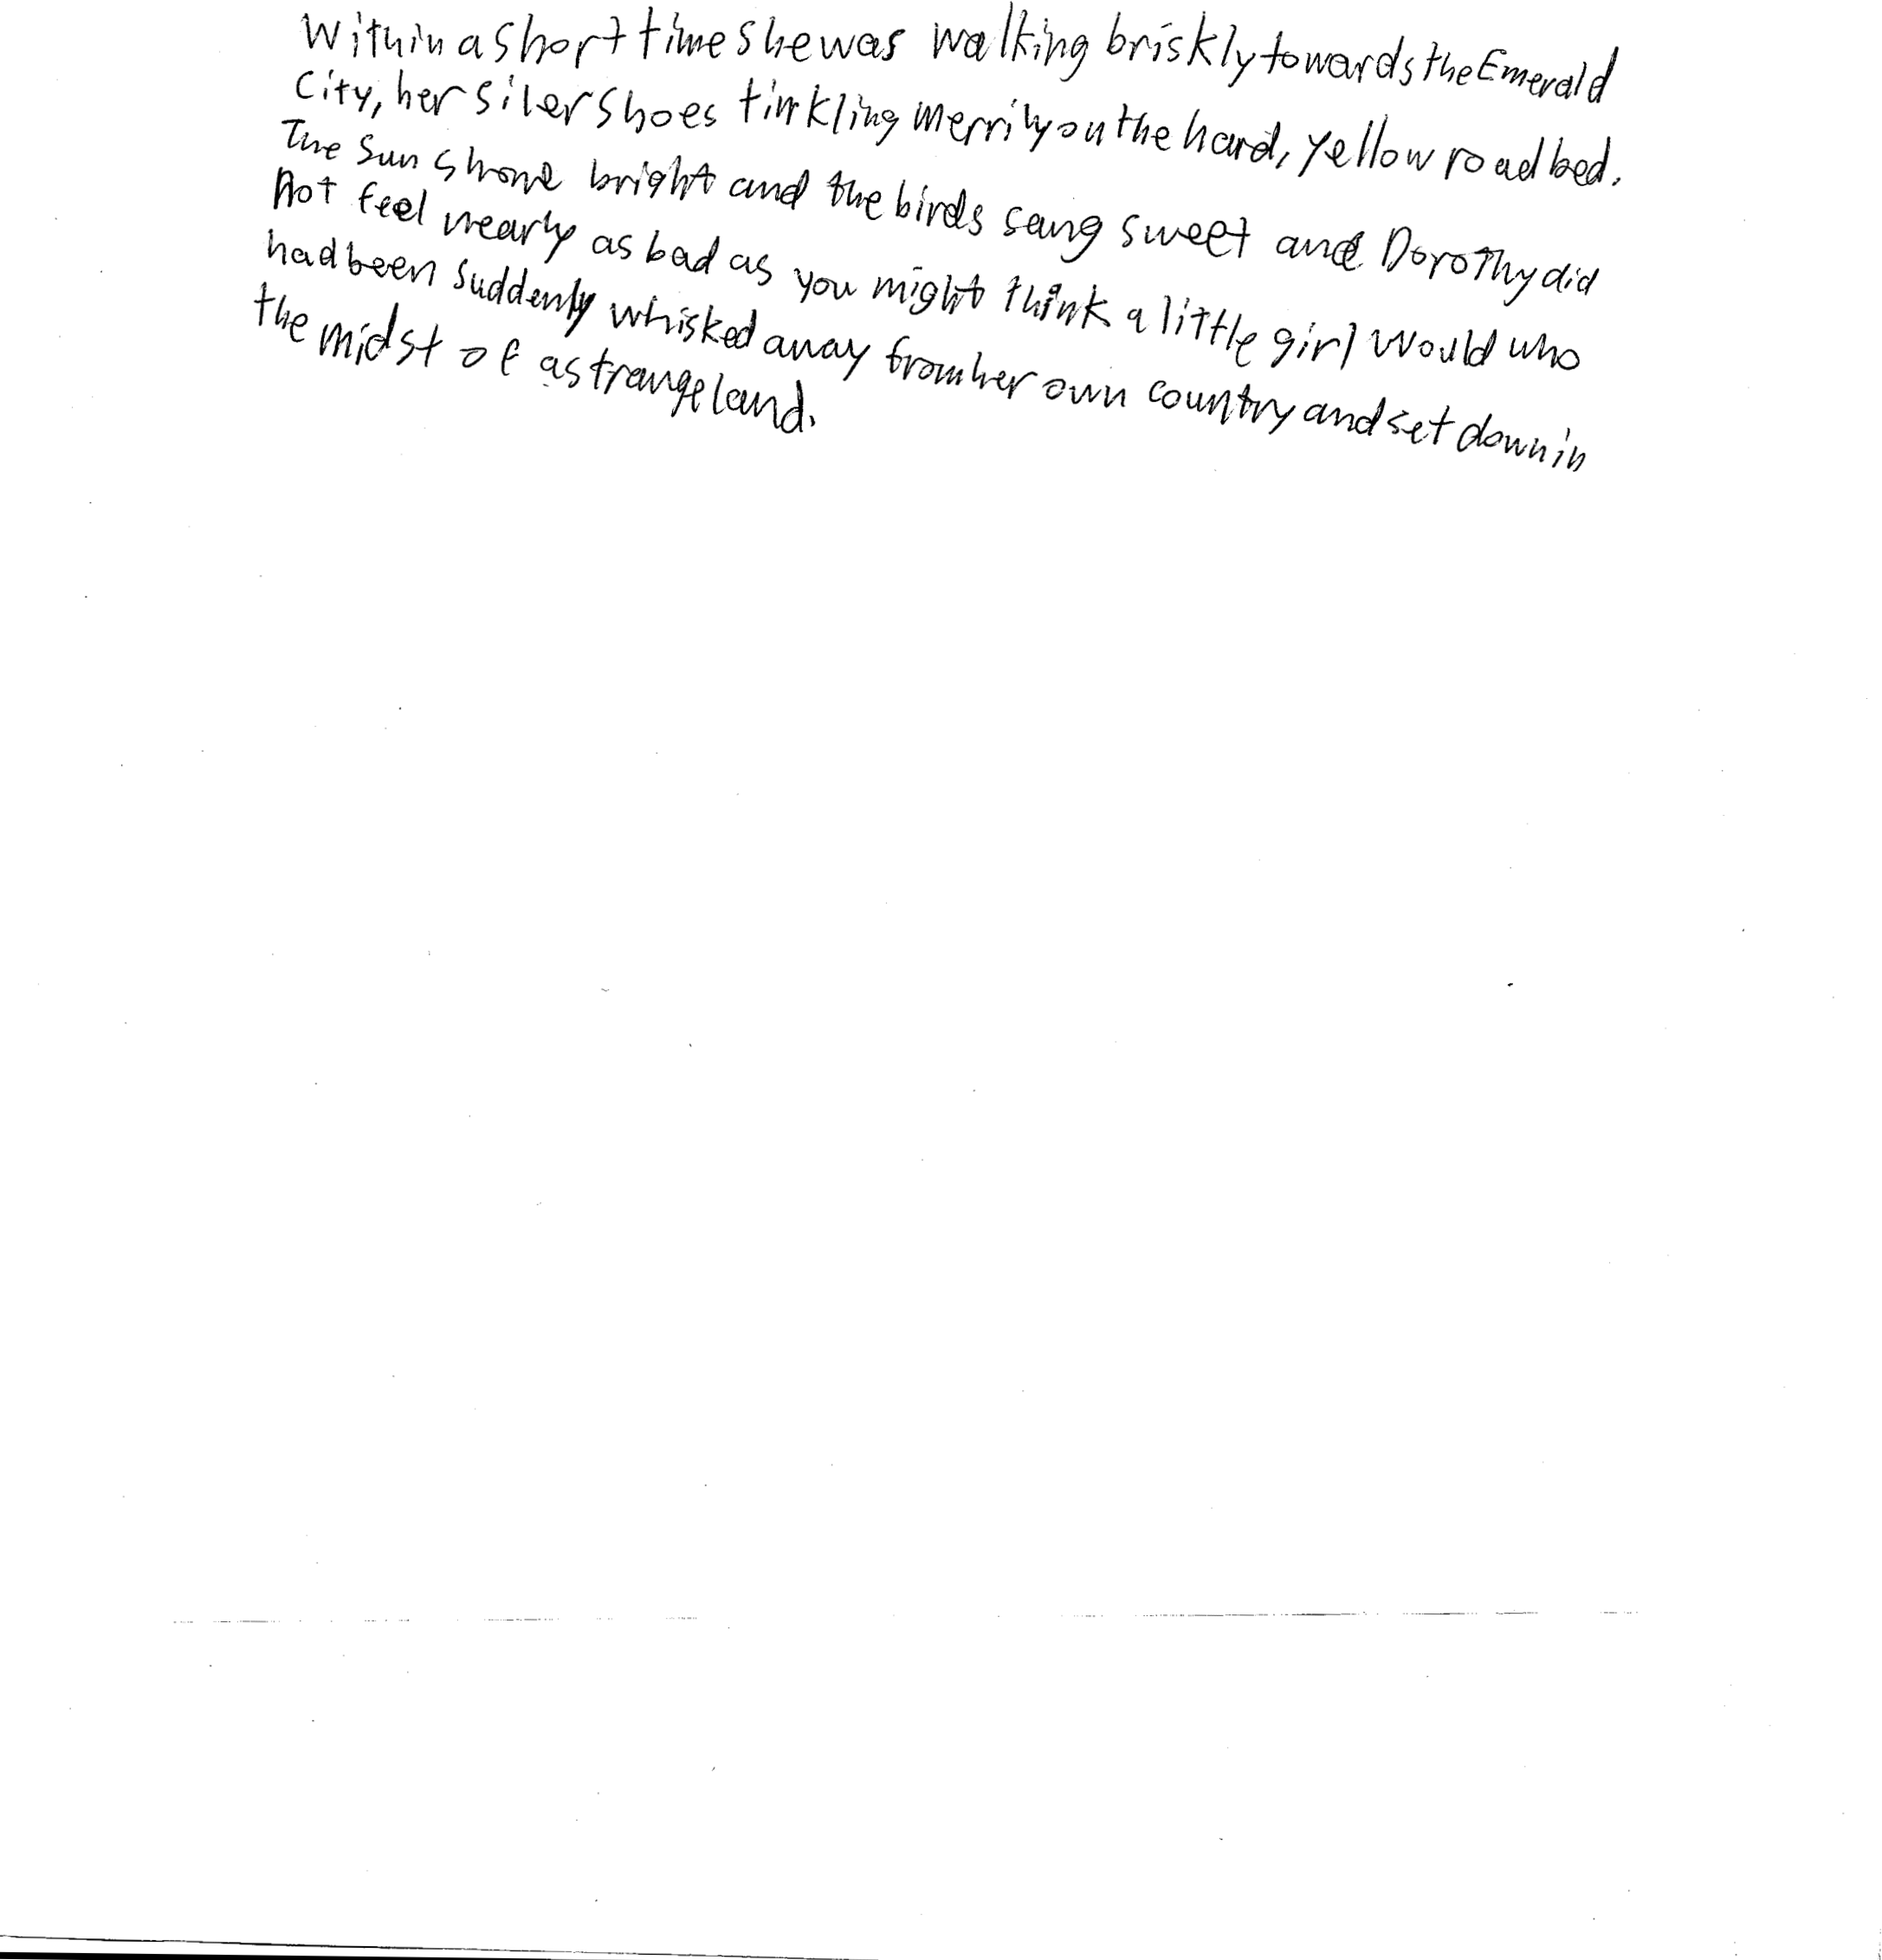 Within a short time she was walking briskly towards the Emerald
City, her silver shoes tinkling merrily on the hard, yellow roadbed.
The sun shone bright and the birds sang sweet and Dorothy did
not feel nearly as bad as you might think a little girl would who
had been suddenly whisked away from her own country and set down in
the midst of a strange land.